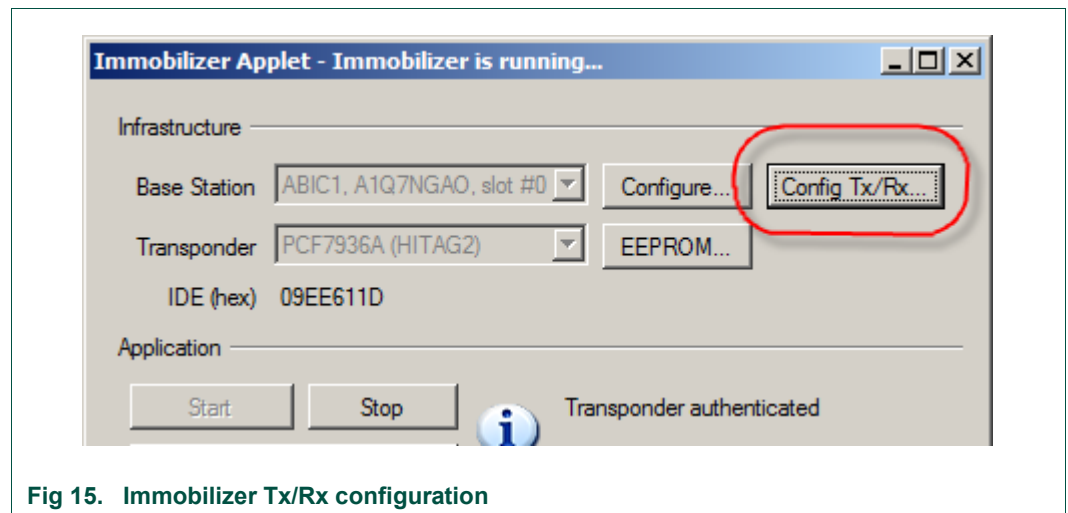 Immobilizer Applet - Immobilizer is running...
Infrastructure
Base Station ABIC1, A1Q7NGAO, slot #0 Configure... Config Tx/Rx...
Transponder PCF7936A (HITAG2) EEPROM...
IDE (hex) 09EE611D
Application
Start Stop Transponder authenticated
Fig 15. Immobilizer Tx/Rx configuration